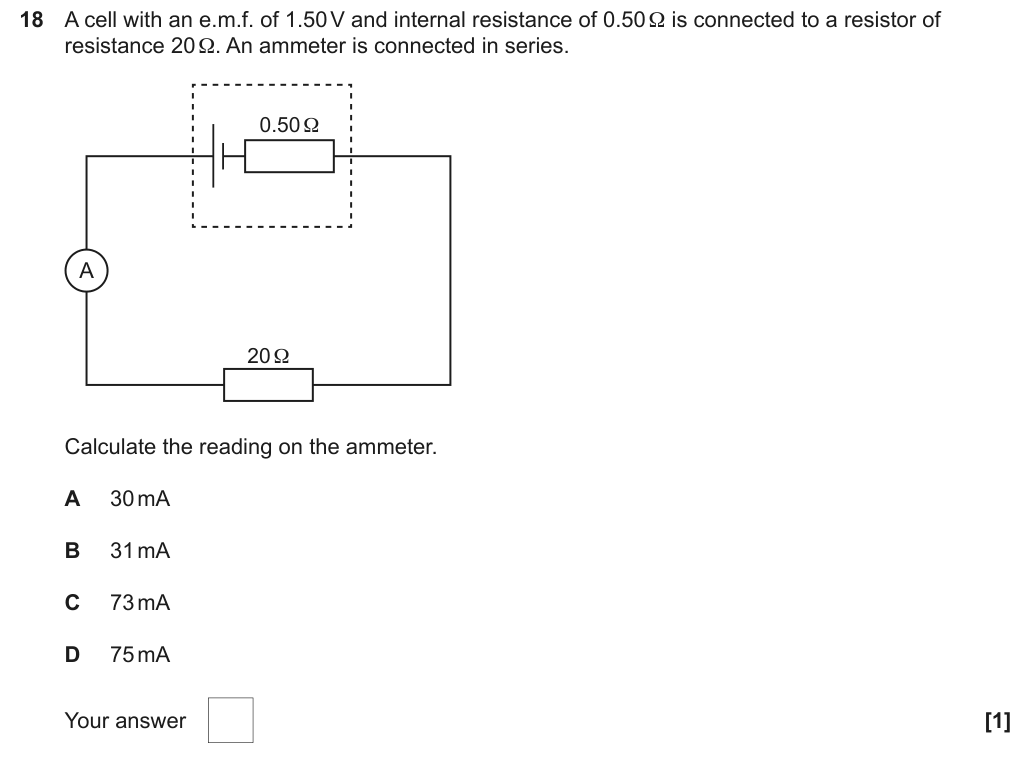 18 A cell with an e.m.f. of 1.50 V and internal resistance of 0.50 Ω is connected to a resistor of
resistance 20 Ω. An ammeter is connected in series.
0.50 Ω
A
20 Ω
Calculate the reading on the ammeter.
A 30 mA
B 31 mA
C 73 mA
D 75 mA
Your answer [1]